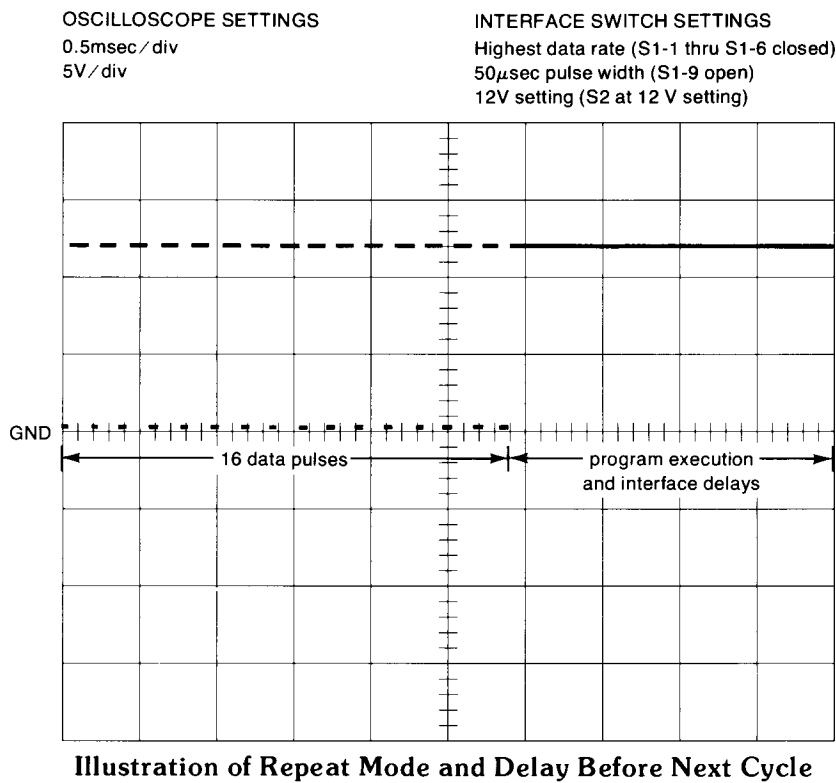 OSCILLOSCOPE SETTINGS
0.5msec/div
5V/div
INTERFACE SWITCH SETTINGS
Highest data rate (S1-1 thru S1-6 closed)
50μsec pulse width (S1-9 open)
12V setting (S2 at 12 V setting)
GND
16 data pulses
program execution
and interface delays
Illustration of Repeat Mode and Delay Before Next Cycle